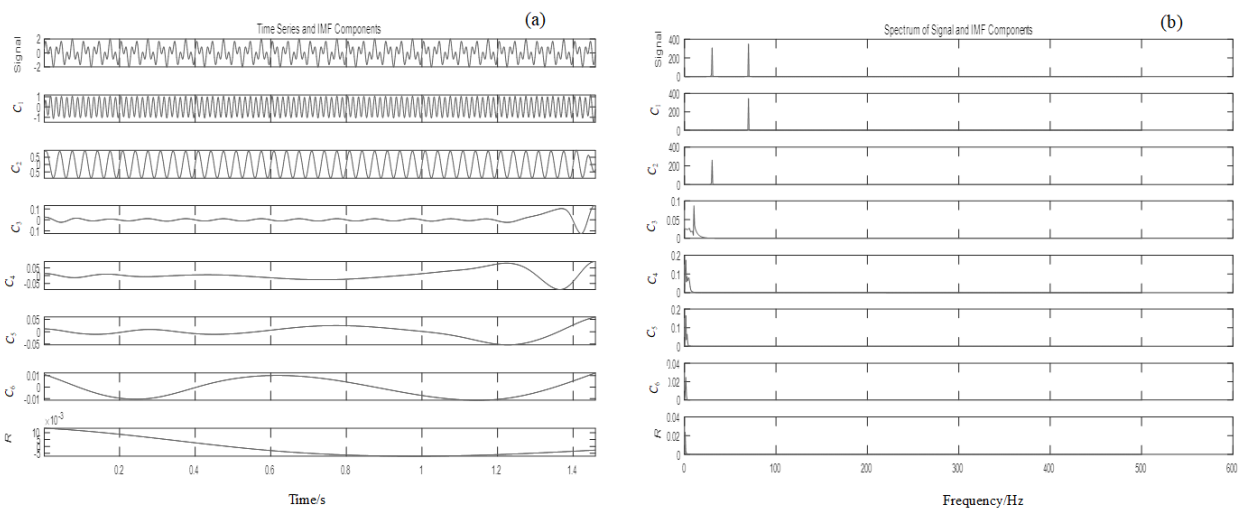 (a)
Time Series and IMF Components
Signal
2
0
-2
C1
1
0
-1
C2
0.5
0
0.5
C3
0.1
0
-0.1
C4
0.05
0
-0.05
C5
0.05
0
-0.05
C6
0.01
0
-0.01
×10-3
R
10
5
0
-5
0.2 0.4 0.6 0.8 1 1.2 1.4
Time/s
(b)
Spectrum of Signal and IMF Components
Signal
400
200
0
C1
400
200
0
C2
400
200
0
C3
0.1
0.05
0
C4
0.2
0.1
0
C5
0.2
0.1
0
C6
0.04
0.02
0
R
0.04
0.02
0
0 100 200 300 400 500 600
Frequency/Hz